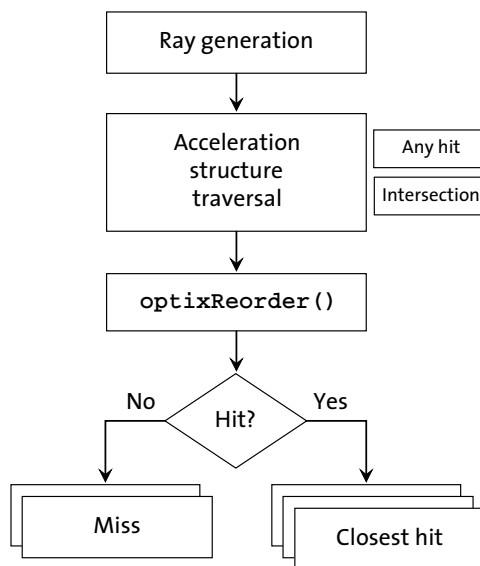 Ray generation
Acceleration
structure
traversal
Any hit
Intersection
optixReorder()
Hit?
No
Yes
Miss
Closest hit